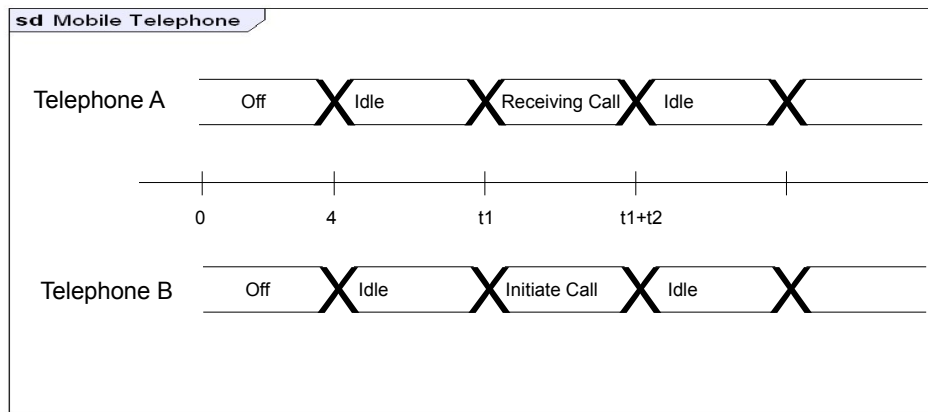 sd Mobile Telephone
Telephone A
Off Idle Receiving Call Idle
0 4 t1 t1+t2
Telephone B
Off Idle Initiate Call Idle